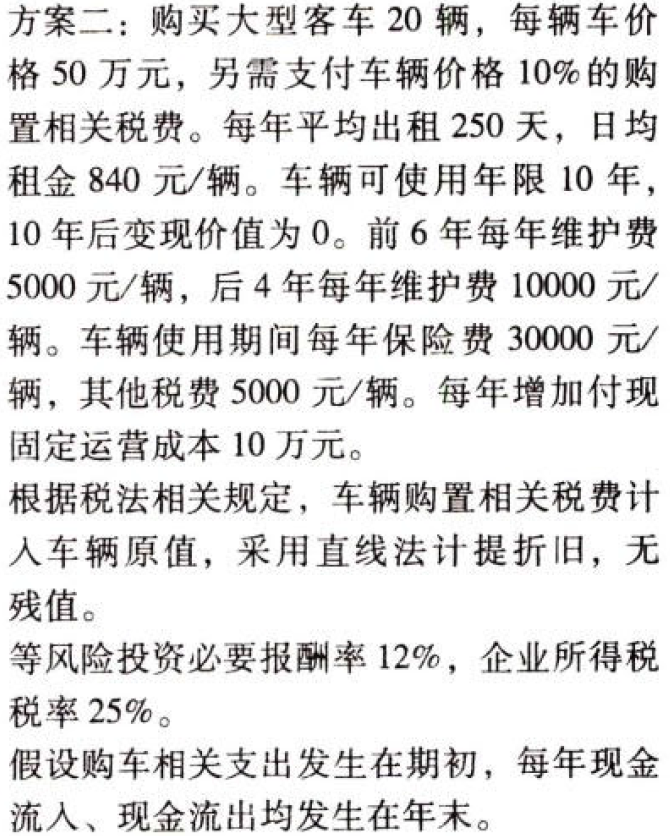 方案二：购买大型客车 20 辆，每辆车价
格 50 万元，另需支付车辆价格 10%的购
置相关税费。每年平均出租 250 天，日均
租金 840 元/辆。车辆可使用年限 10 年，
10 年后变现价值为 0。前 6 年每年维护费
5000 元/辆，后 4 年每年维护费 10000 元/
辆。车辆使用期间每年保险费 30000 元/
辆，其他税费 5000 元/辆。每年增加付现
固定运营成本 10 万元。
根据税法相关规定，车辆购置相关税费计
入车辆原值，采用直线法计提折旧，无
残值。
等风险投资必要报酬率 12%，企业所得税
税率 25%。
假设购车相关支出发生在期初，每年现金
流入、现金流出均发生在年末。